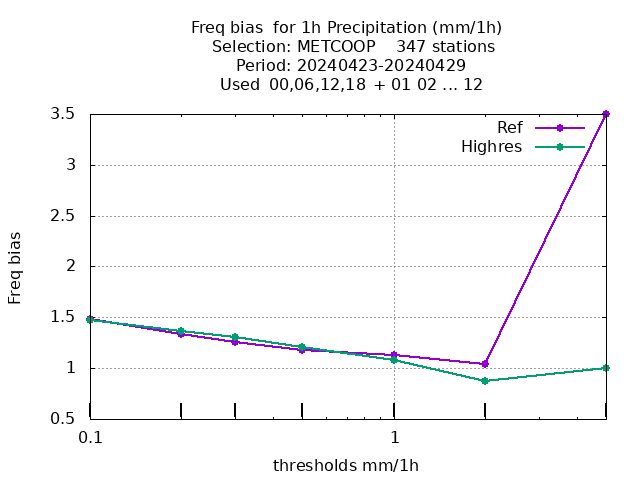 Freq bias  for 1h Precipitation (mm/1h)
Selection: METCOOP    347 stations
Period: 20240423-20240429
Used  00,06,12,18  + 01 02 ... 12
3.5
Ref
Highres
3
2.5
2
1.5
1
0.5
Freq bias
0.1
1
thresholds mm/1h